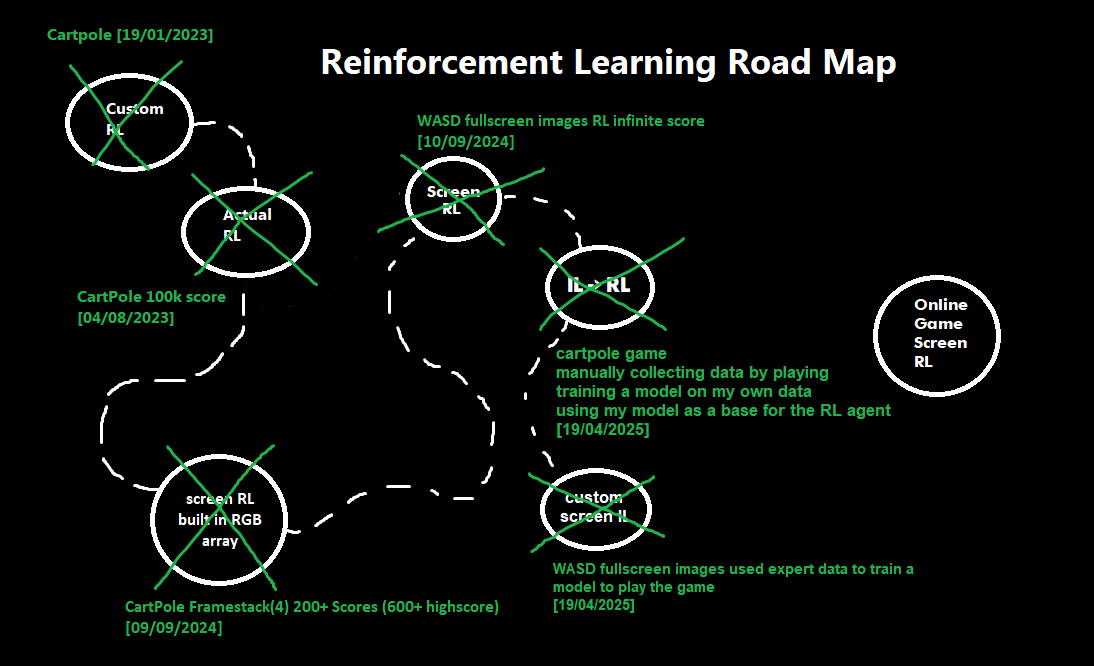 Cartpole [19/01/2023]
Reinforcement Learning Road Map
Custom
RL
Actual
RL
CartPole 100k score
[04/08/2023]
screen RL
built in RGB
array
CartPole Framestack(4) 200+ Scores (600+ highscore)
[09/09/2024]
WASD fullscreen images RL infinite score
[10/09/2024]
Screen
RL
IL->RL
cartpole game
manually collecting data by playing
training a model on my own data
using my model as a base for the RL agent
[19/04/2025]
custom
screen IL
WASD fullscreen images used expert data to train a
model to play the game
[19/04/2025]
Online
Game
Screen
RL